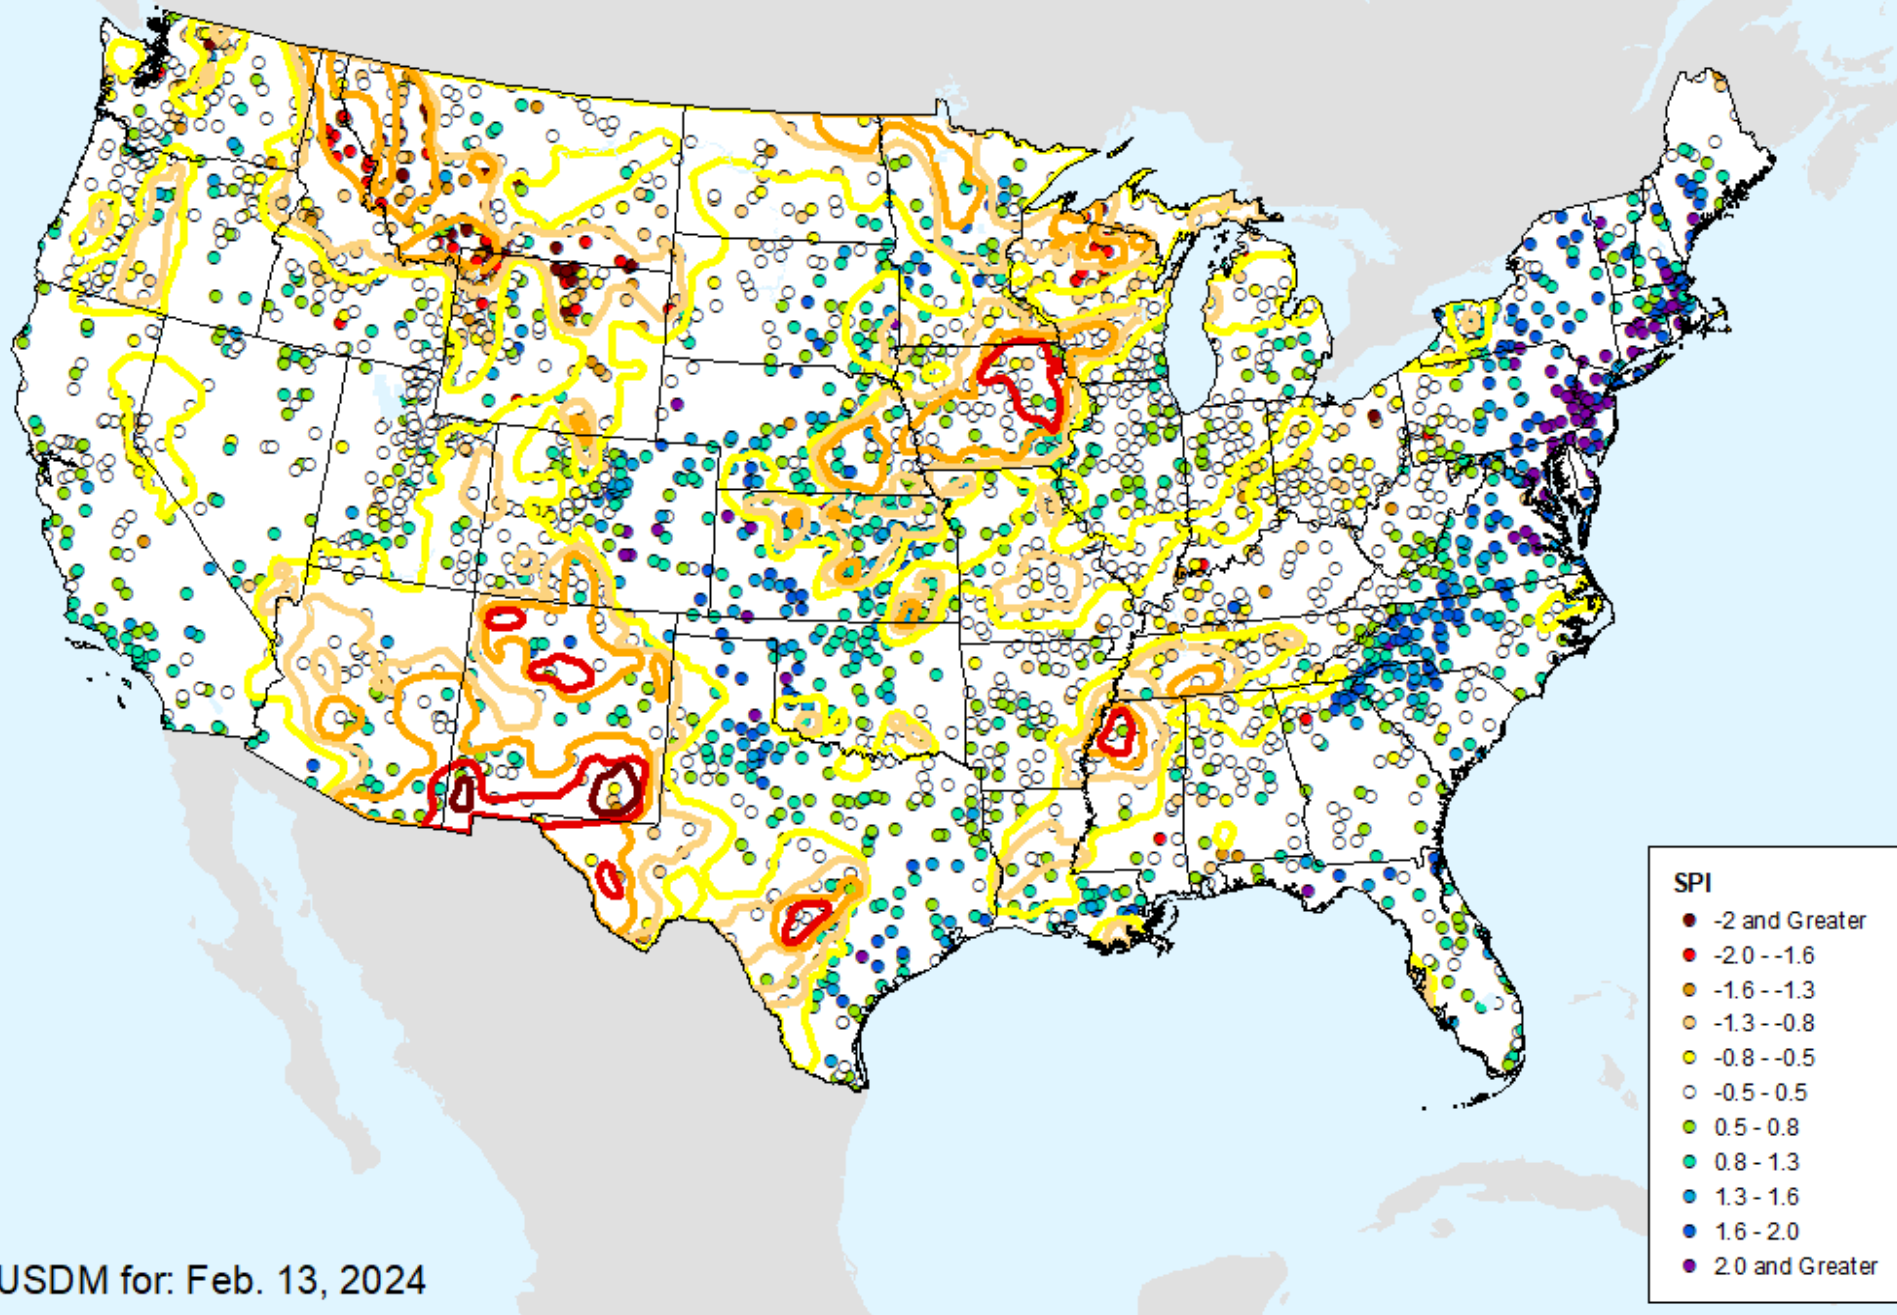 SPI
-2 and Greater
-2.0 - -1.6
-1.6 - -1.3
-1.3 - -0.8
-0.8 - -0.5
-0.5 - 0.5
0.5 - 0.8
0.8 - 1.3
1.3 - 1.6
1.6 - 2.0
2.0 and Greater
USDM for: Feb. 13, 2024